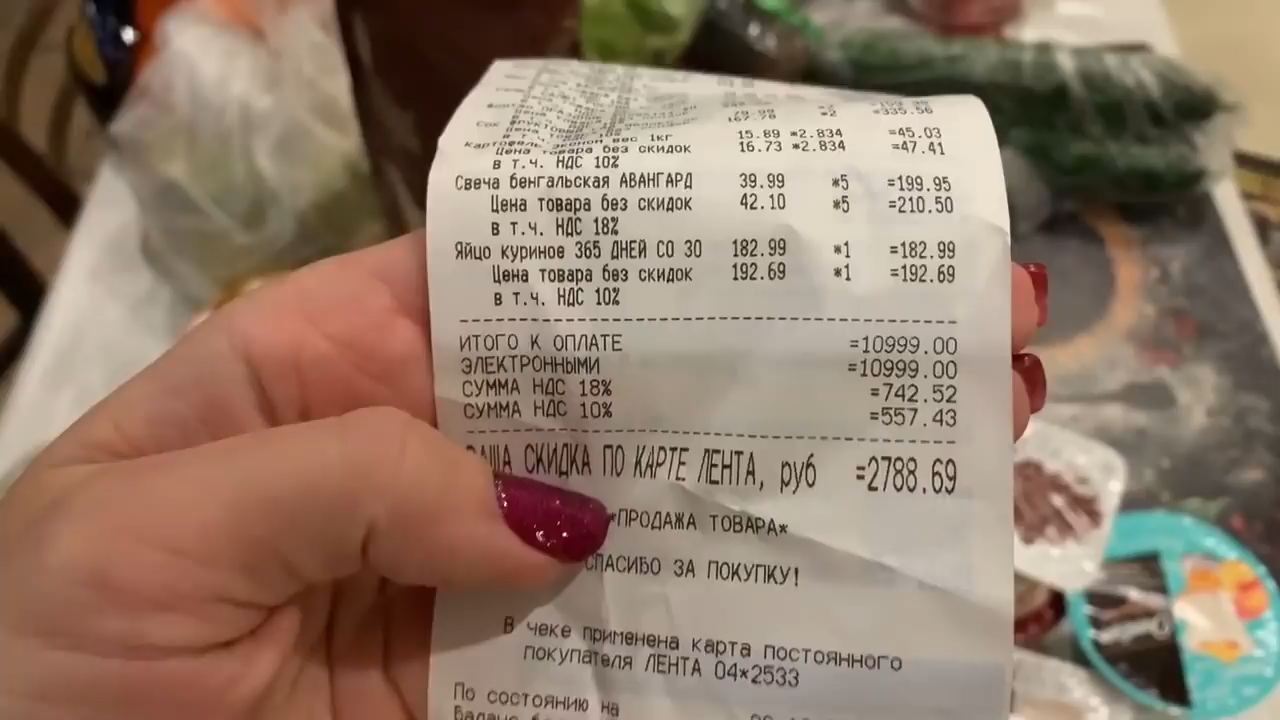 =335.56
15.89 *2.834 =45.03
Цена товара без скидок 16.73 *2.834 =47.41
в т.ч. НДС 10%
Свеча бенгальская АВАНГАРД 39.99 *5 =199.95
Цена товара без скидок 42.10 *5 =210.50
в т.ч. НДС 18%
Яйцо куриное 365 ДНЕЙ СО 30 182.99 *1 =182.99
Цена товара без скидок 192.69 *1 =192.69
в т.ч. НДС 10%
ИТОГО К ОПЛАТЕ =10999.00
ЭЛЕКТРОННЫМИ =10999.00
СУММА НДС 18% =742.52
СУММА НДС 10% =557.43
ВАША СКИДКА ПО КАРТЕ ЛЕНТА, руб =2788.69
*ПРОДАЖА ТОВАРА*
СПАСИБО ЗА ПОКУПКУ!
В чеке применена карта постоянного
покупателя ЛЕНТА 04*2533
По состоянию на